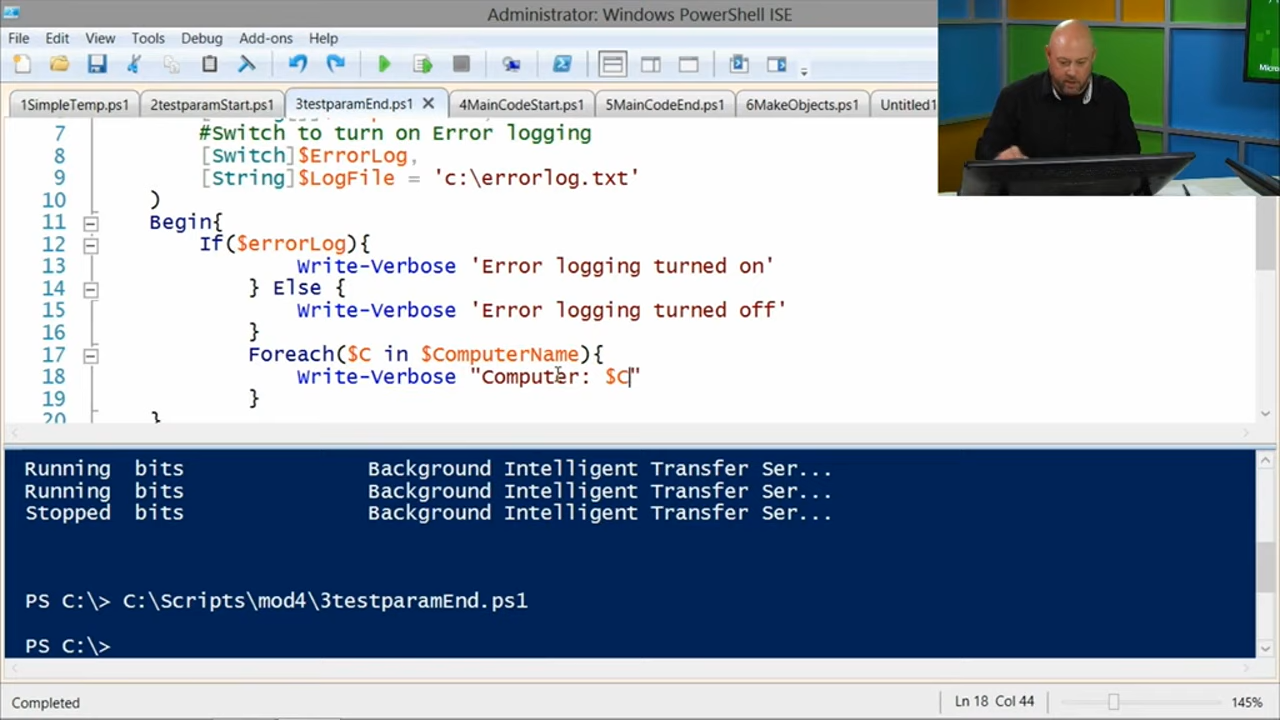 Administrator: Windows PowerShell ISE
File Edit View Tools Debug Add-ons Help
Micro
1SimpleTemp.ps1 2testparamStart.ps1 3testparamEnd.ps1 4MainCodeStart.ps1 5MainCodeEnd.ps1 6MakeObjects.ps1 Untitled1
7 #Switch to turn on Error logging
8 [Switch]$ErrorLog,
9 [String]$LogFile = 'c:\errorlog.txt'
10 )
11 Begin{
12 If($errorLog){
13 Write-Verbose 'Error logging turned on'
14 } Else {
15 Write-Verbose 'Error logging turned off'
16 }
17 Foreach($C in $ComputerName){
18 Write-Verbose "Computer: $C"
19 }
20 }
Running bits Background Intelligent Transfer Ser...
Running bits Background Intelligent Transfer Ser...
Stopped bits Background Intelligent Transfer Ser...
PS C:\> C:\Scripts\mod4\3testparamEnd.ps1
PS C:\>
Completed Ln 18 Col 44 145%